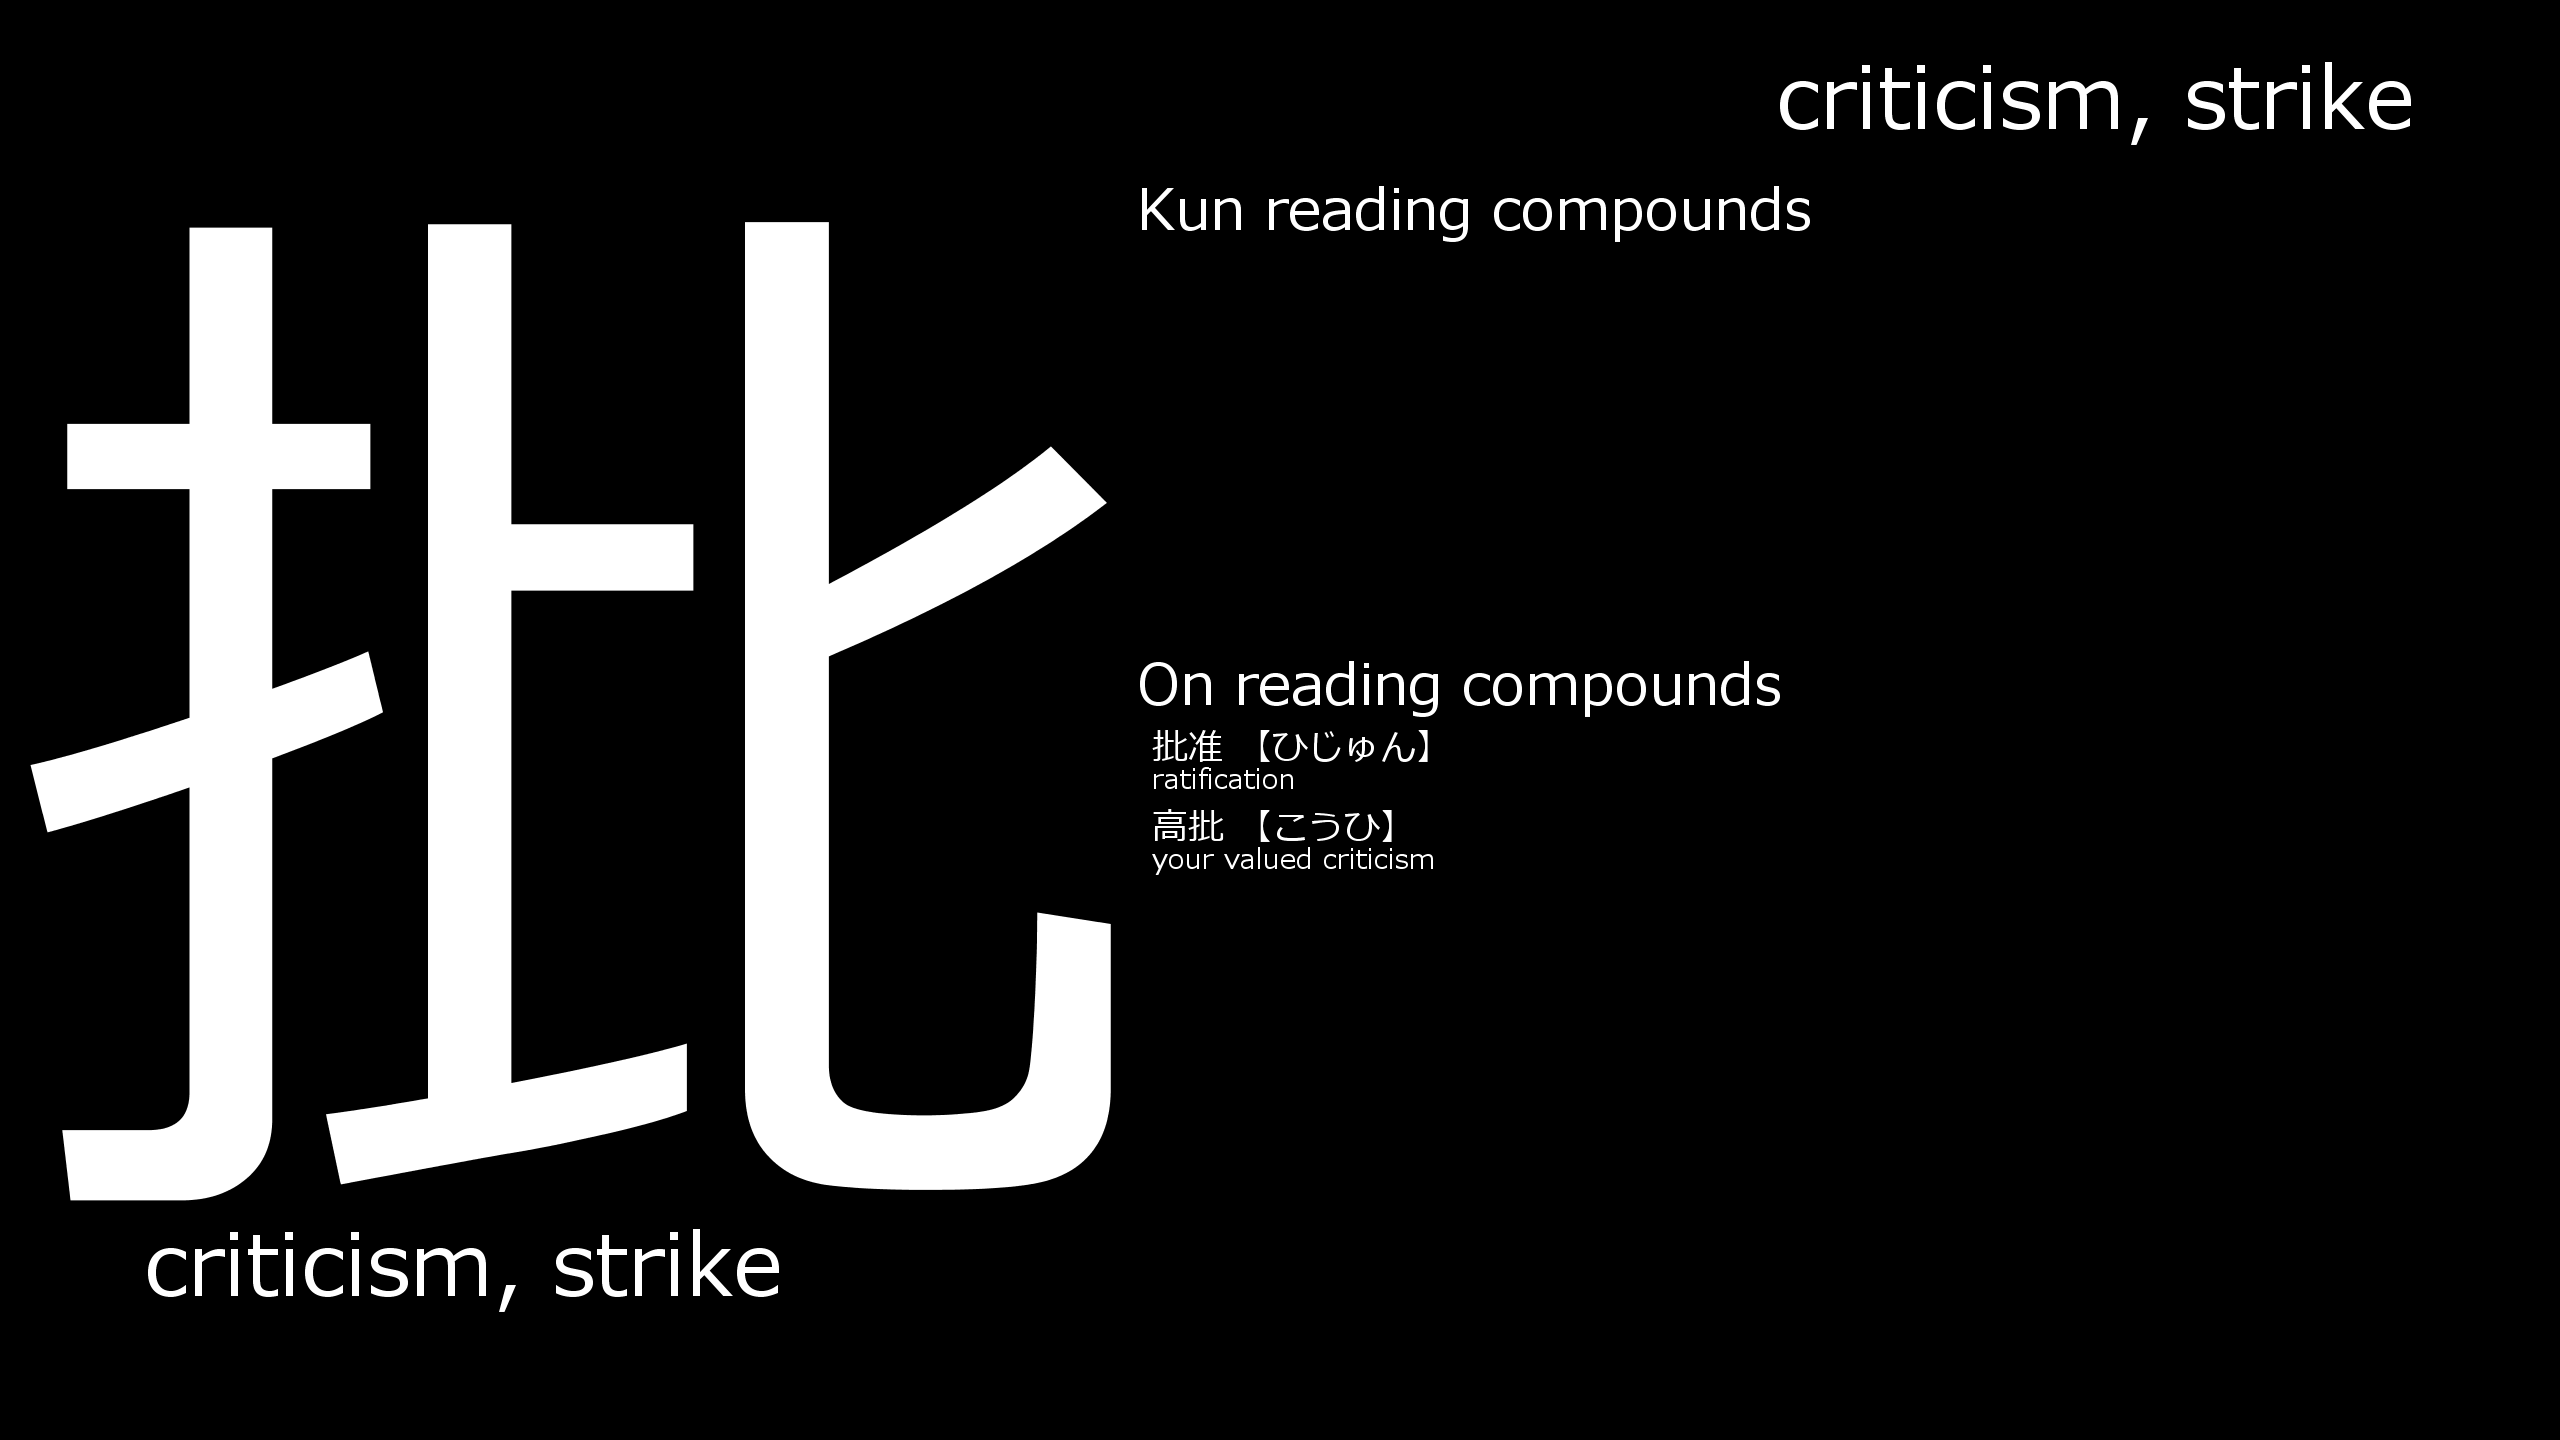 criticism, strike
批
Kun reading compounds
On reading compounds
批准 【ひじゅん】
ratification
高批 【こうひ】
your valued criticism
criticism, strike